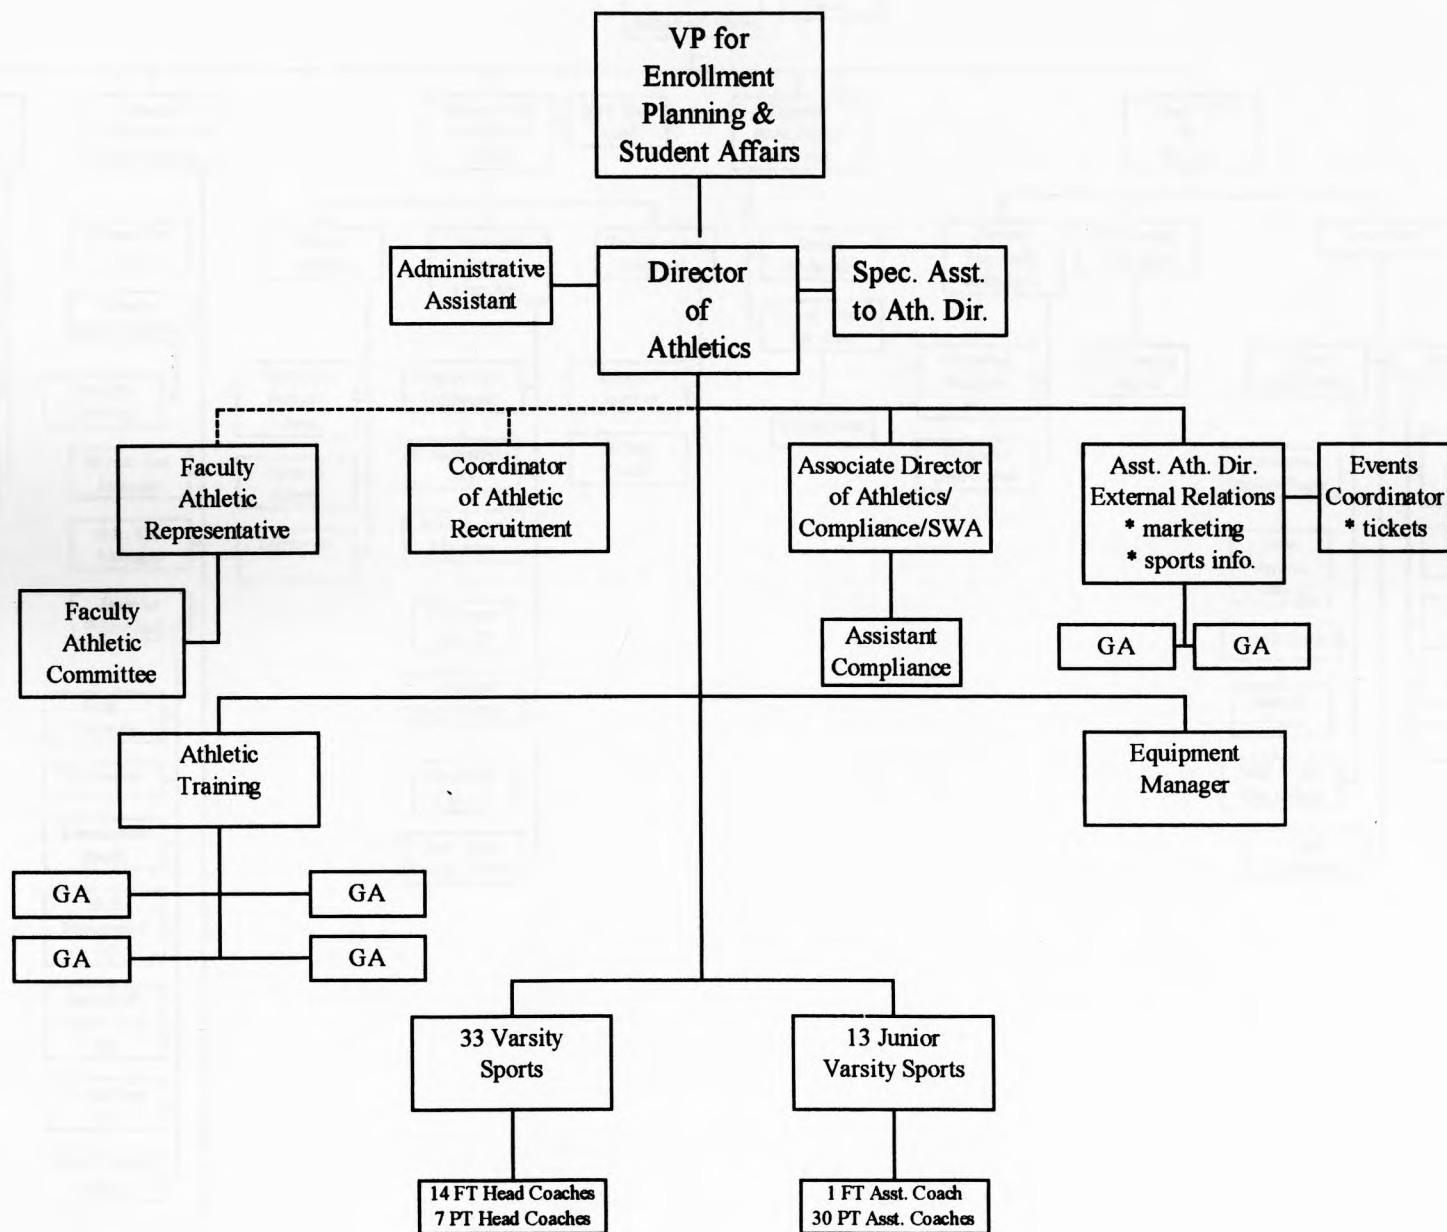 VP for
Enrollment
Planning &
Student Affairs
Administrative
Assistant
Director
of
Athletics
Spec. Asst.
to Ath. Dir.
Faculty
Athletic
Representative
Coordinator
of Athletic
Recruitment
Associate Director
of Athletics/
Compliance/SWA
Asst. Ath. Dir.
External Relations
* marketing
* sports info.
Events
Coordinator
* tickets
Faculty
Athletic
Committee
Assistant
Compliance
GA
GA
Athletic
Training
Equipment
Manager
GA
GA
GA
GA
33 Varsity
Sports
13 Junior
Varsity Sports
14 FT Head Coaches
7 PT Head Coaches
1 FT Asst. Coach
30 PT Asst. Coaches